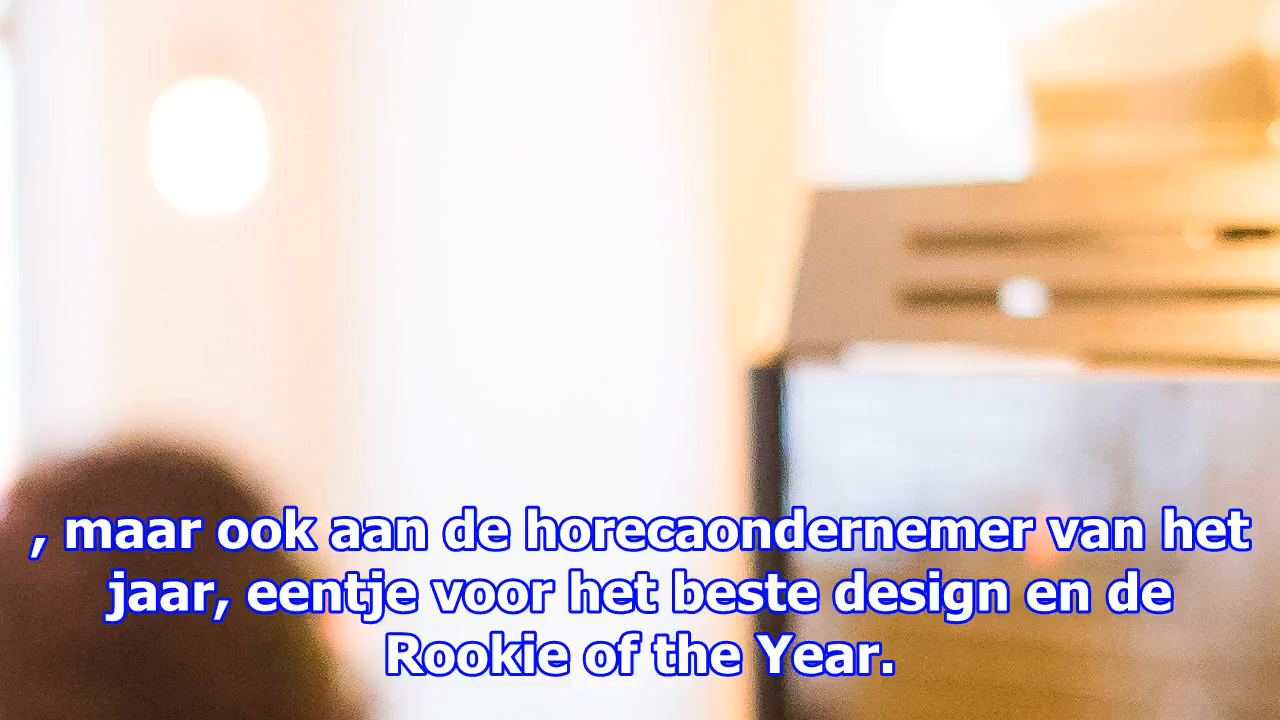 , maar ook aan de horecaondernemer van het
jaar, eentje voor het beste design en de
Rookie of the Year.